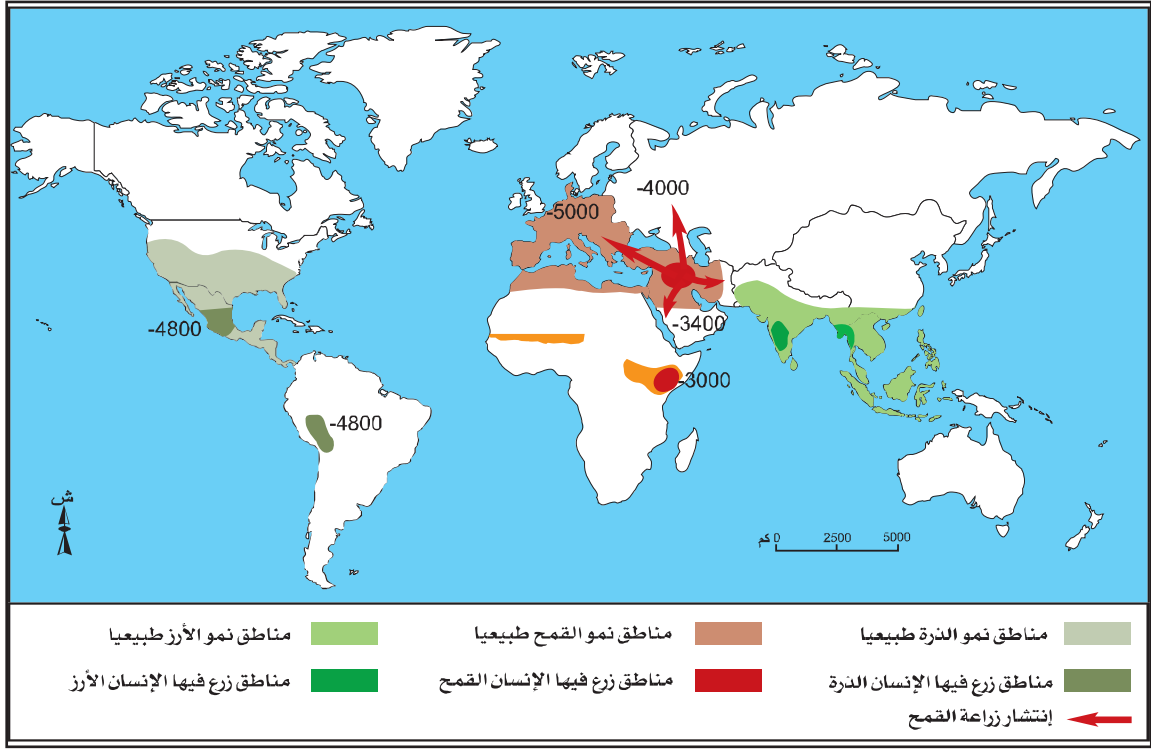 -4000
-5000
-4800
-3400
-3000
-4800
ش
كم 0 2500 5000
مناطق نمو الذرة طبيعيا
مناطق نمو القمح طبيعيا
مناطق نمو الأرز طبيعيا
مناطق زرع فيها الإنسان الذرة
مناطق زرع فيها الإنسان القمح
مناطق زرع فيها الإنسان الأرز
إنتشار زراعة القمح